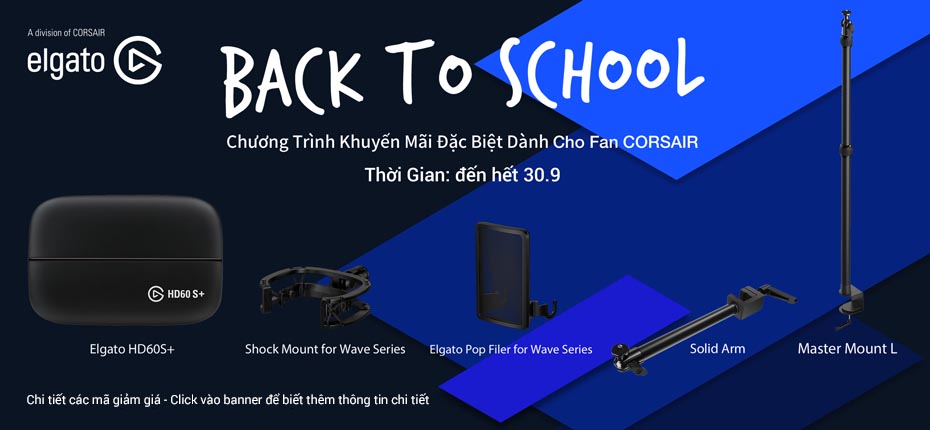 A division of CORSAIR
elgato
BACK TO SCHOOL
Chương Trình Khuyến Mãi Đặc Biệt Dành Cho Fan CORSAIR
Thời Gian: đến hết 30.9
HD60 S+
Elgato HD60S+
Shock Mount for Wave Series
Elgato Pop Filer for Wave Series
Solid Arm
Master Mount L
Chi tiết các mã giảm giá - Click vào banner để biết thêm thông tin chi tiết